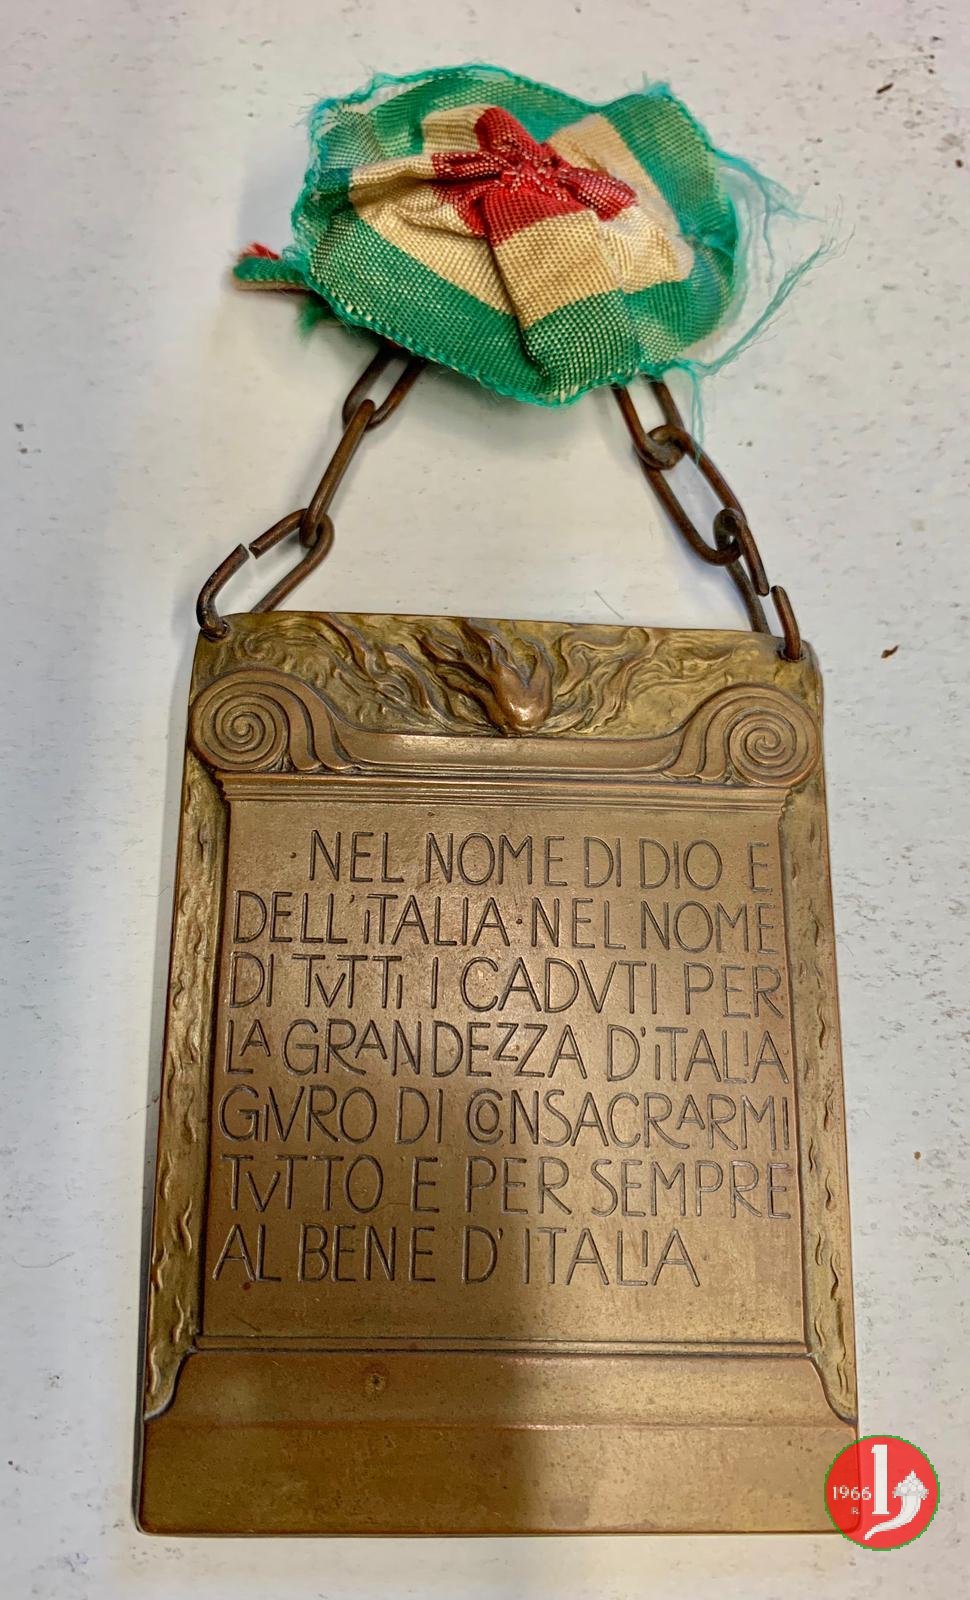 · NEL NOME DI DIO E
DELL'ITALIA · NEL NOME
DI TVTTI I CADVTI PER
LA GRANDEZZA D'ITALIA·
GIVRO DI CONSACRARMI
TVTTO E PER SEMPRE
AL BENE D'ITALIA·
1966